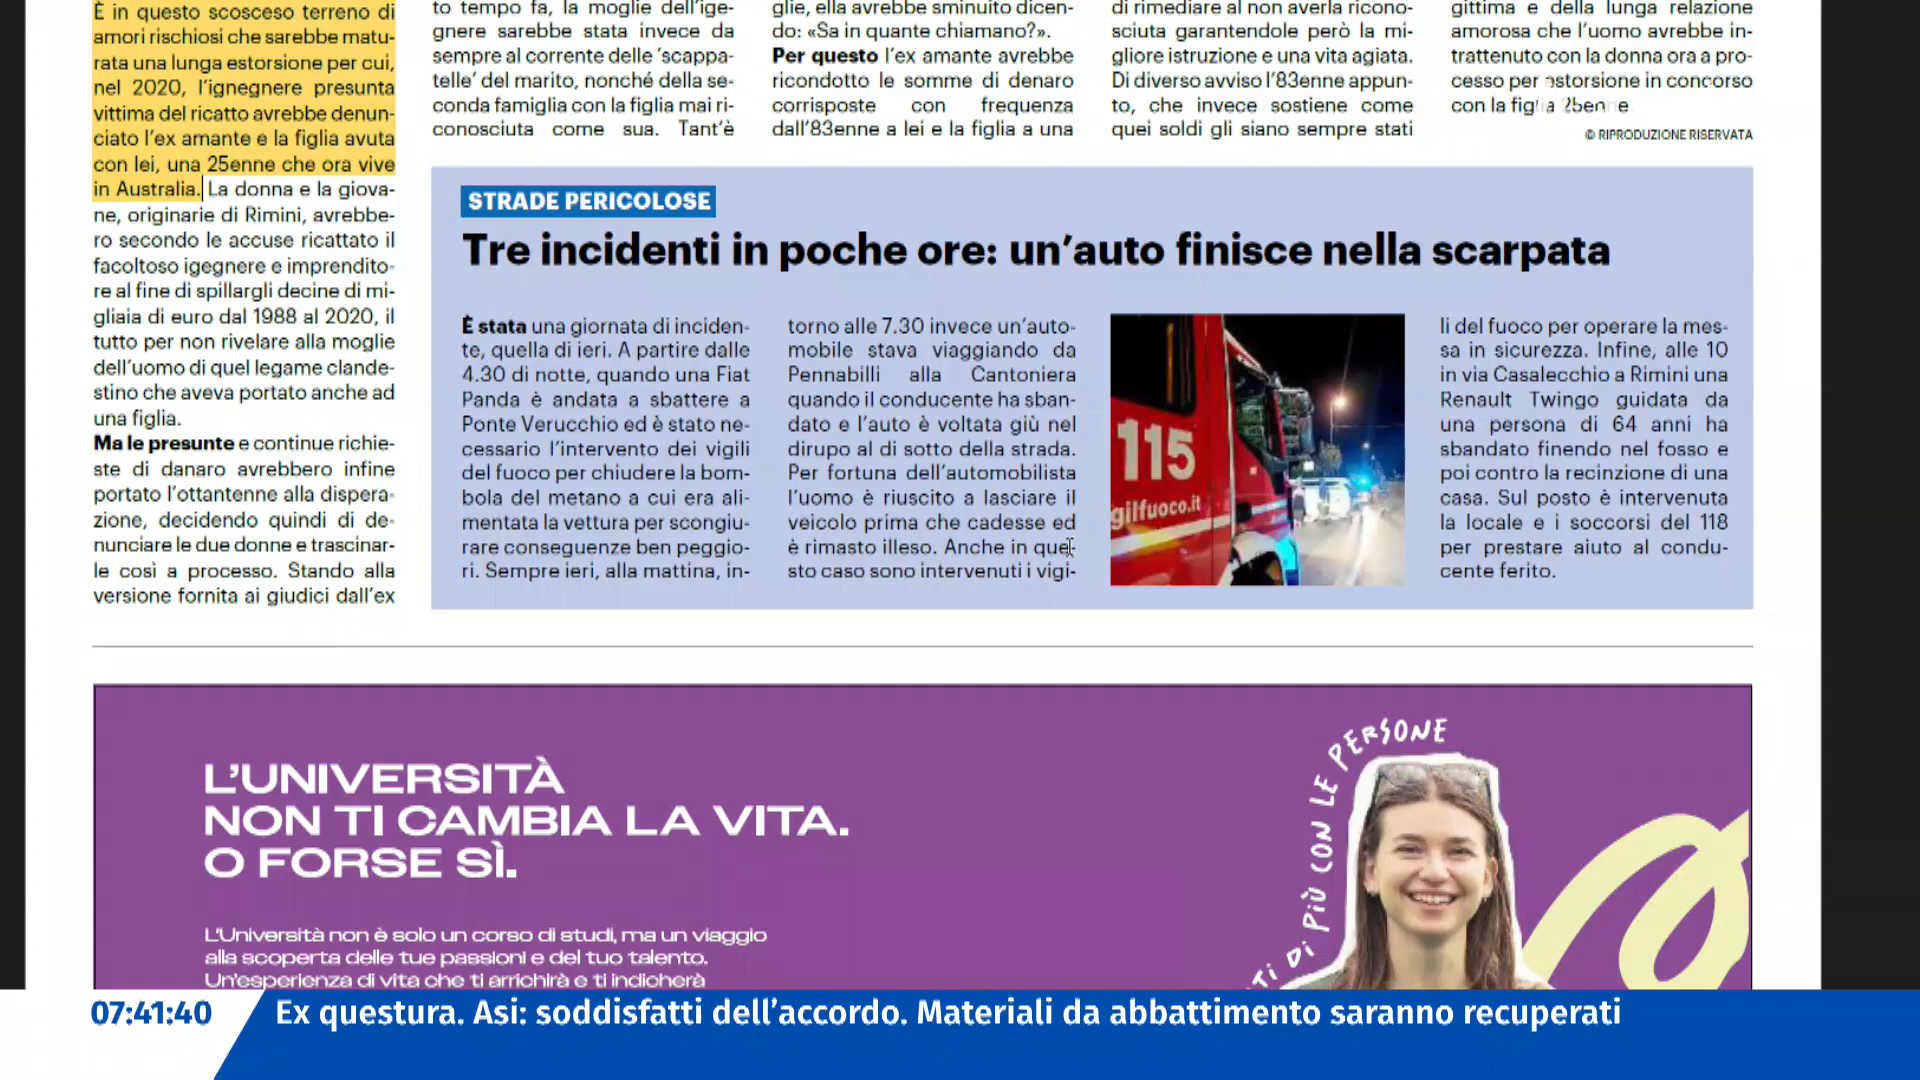 È in questo scosceso terreno di
amori rischiosi che sarebbe matu-
rata una lunga estorsione per cui,
nel 2020, l'ignegnere presunta
vittima del ricatto avrebbe denun-
ciato l'ex amante e la figlia avuta
con lei, una 25enne che ora vive
in Australia. La donna e la giova-
ne, originarie di Rimini, avrebbe-
ro secondo le accuse ricattato il
facoltoso igegnere e imprendito-
re al fine di spillargli decine di mi-
gliaia di euro dal 1988 al 2020, il
tutto per non rivelare alla moglie
dell'uomo di quel legame clande-
stino che aveva portato anche ad
una figlia.
Ma le presunte e continue richie-
ste di danaro avrebbero infine
portato l'ottantenne alla dispera-
zione, decidendo quindi di de-
nunciare le due donne e trascinar-
le così a processo. Stando alla
versione fornita ai giudici dall'ex
to tempo fa, la moglie dell'ige-
gnere sarebbe stata invece da
sempre al corrente delle 'scappa-
telle' del marito, nonché della se-
conda famiglia con la figlia mai ri-
conosciuta come sua. Tant'è
glie, ella avrebbe sminuito dicen-
do: «Sa in quante chiamano?».
Per questo l'ex amante avrebbe
ricondotto le somme di denaro
corrisposte con frequenza
dall'83enne a lei e la figlia a una
di rimediare al non averla ricono-
sciuta garantendole però la mi-
gliore istruzione e una vita agiata.
Di diverso avviso l'83enne appun-
to, che invece sostiene come
quei soldi gli siano sempre stati
gittima e della lunga relazione
amorosa che l'uomo avrebbe in-
trattenuto con la donna ora a pro-
cesso per estorsione in concorso
con la figlia 25enne
© RIPRODUZIONE RISERVATA
STRADE PERICOLOSE
Tre incidenti in poche ore: un'auto finisce nella scarpata
È stata una giornata di inciden-
te, quella di ieri. A partire dalle
4.30 di notte, quando una Fiat
Panda è andata a sbattere a
Ponte Verucchio ed è stato ne-
cessario l'intervento dei vigili
del fuoco per chiudere la bom-
bola del metano a cui era ali-
mentata la vettura per scongiu-
rare conseguenze ben peggio-
ri. Sempre ieri, alla mattina, in-
torno alle 7.30 invece un'auto-
mobile stava viaggiando da
Pennabilli alla Cantoniera
quando il conducente ha sban-
dato e l'auto è voltata giù nel
dirupo al di sotto della strada.
Per fortuna dell'automobilista
l'uomo è riuscito a lasciare il
veicolo prima che cadesse ed
è rimasto illeso. Anche in que-
sto caso sono intervenuti i vigi-
115
gilfuoco.it
li del fuoco per operare la mes-
sa in sicurezza. Infine, alle 10
in via Casalecchio a Rimini una
Renault Twingo guidata da
una persona di 64 anni ha
sbandato finendo nel fosso e
poi contro la recinzione di una
casa. Sul posto è intervenuta
la locale e i soccorsi del 118
per prestare aiuto al condu-
cente ferito.
L'UNIVERSITÀ
NON TI CAMBIA LA VITA.
O FORSE SÌ.
L'Università non è solo un corso di studi, ma un viaggio
alla scoperta delle tue passioni e del tuo talento.
Un'esperienza di vita che ti arricchirà e ti indicherà
TI DI PIÙ CON LE PERSONE
07:41:40
Ex questura. Asi: soddisfatti dell'accordo. Materiali da abbattimento saranno recuperati